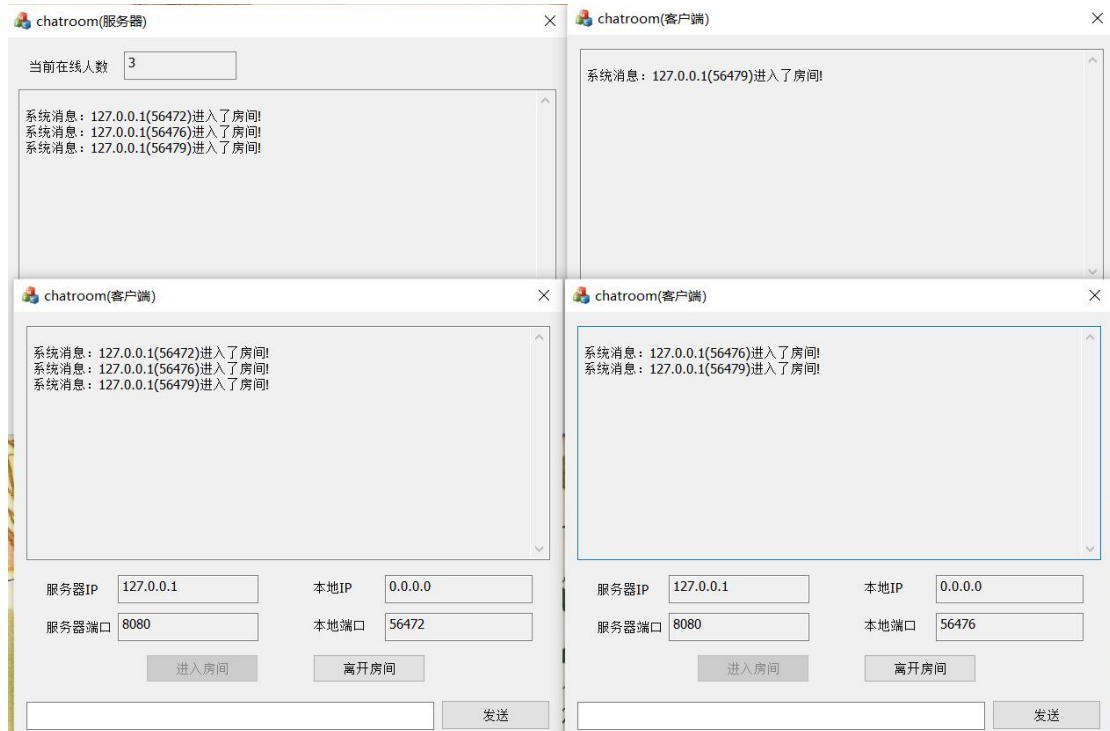 chatroom(服务器)
当前在线人数 3
系统消息：127.0.0.1(56472)进入了房间!
系统消息：127.0.0.1(56476)进入了房间!
系统消息：127.0.0.1(56479)进入了房间!
chatroom(客户端)
系统消息：127.0.0.1(56479)进入了房间!
chatroom(客户端)
系统消息：127.0.0.1(56472)进入了房间!
系统消息：127.0.0.1(56476)进入了房间!
系统消息：127.0.0.1(56479)进入了房间!
服务器IP 127.0.0.1 本地IP 0.0.0.0
服务器端口 8080 本地端口 56472
进入房间 离开房间
发送
chatroom(客户端)
系统消息：127.0.0.1(56476)进入了房间!
系统消息：127.0.0.1(56479)进入了房间!
服务器IP 127.0.0.1 本地IP 0.0.0.0
服务器端口 8080 本地端口 56476
进入房间 离开房间
发送